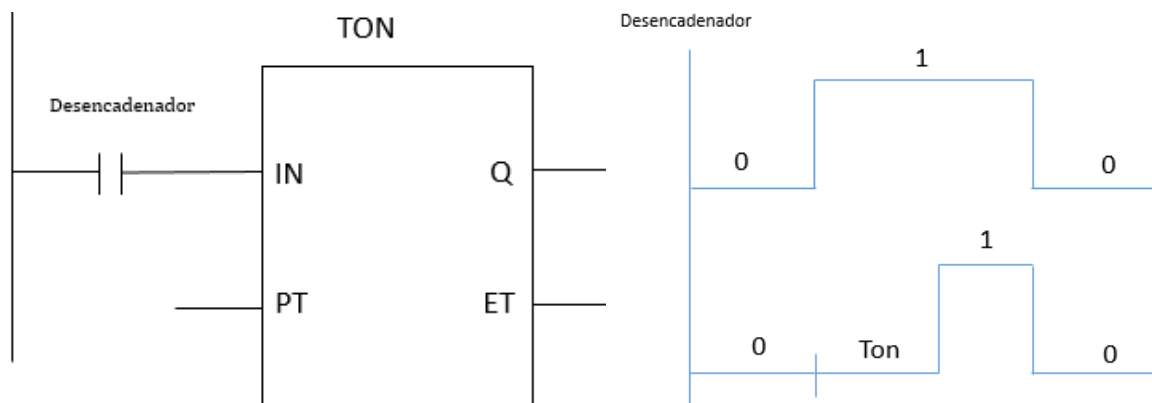 TON
Desencadenador
IN
Q
PT
ET
Desencadenador
1
0
0
1
0
Ton
0